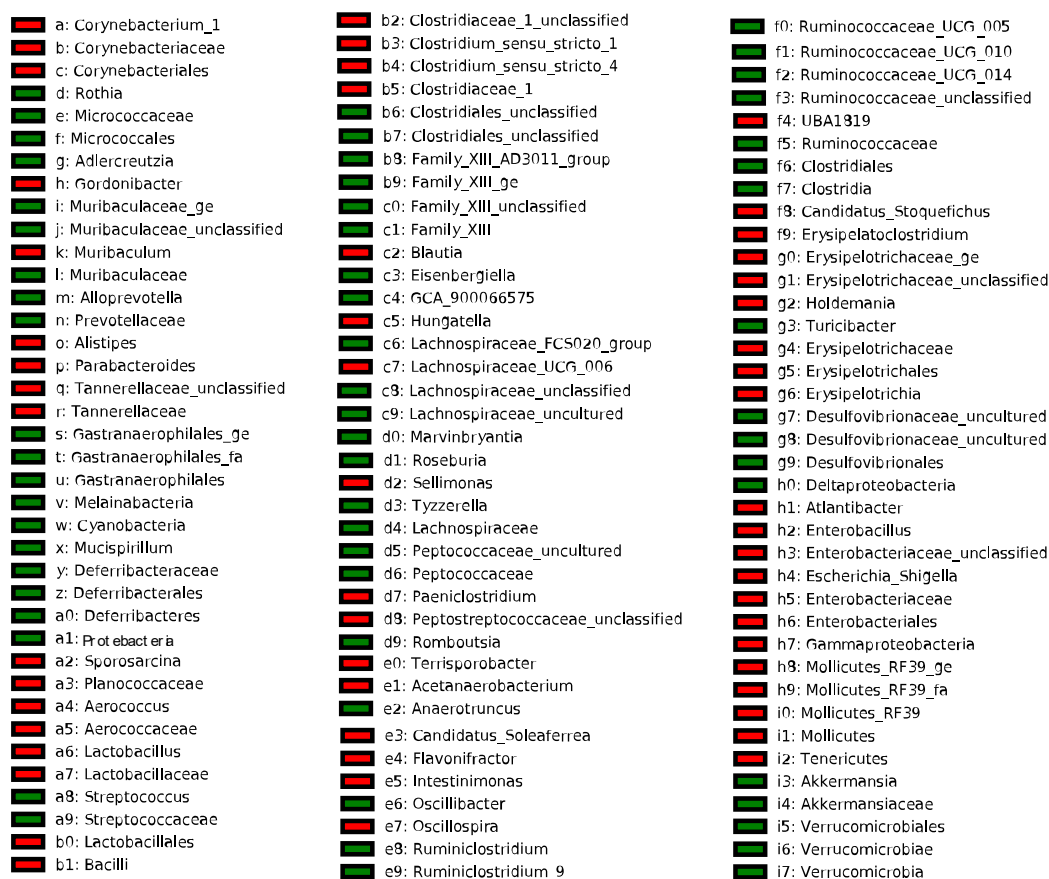 a: Corynebacterium_1
b: Corynebacteriaceae
c: Corynebacteriales
d: Rothia
e: Micrococcaceae
f: Micrococcales
g: Adlercreutzia
h: Gordonibacter
i: Muribaculaceae_ge
j: Muribaculaceae_unclassified
k: Muribaculum
l: Muribaculaceae
m: Alloprevotella
n: Prevotellaceae
o: Alistipes
p: Parabacteroides
q: Tannerellaceae_unclassified
r: Tannerellaceae
s: Gastranaerophilales_ge
t: Gastranaerophilales_fa
u: Gastranaerophilales
v: Melainabacteria
w: Cyanobacteria
x: Mucispirillum
y: Deferribacteraceae
z: Deferribacterales
a0: Deferribacteres
a1: Protebacteria
a2: Sporosarcina
a3: Planococcaceae
a4: Aerococcus
a5: Aerococcaceae
a6: Lactobacillus
a7: Lactobacillaceae
a8: Streptococcus
a9: Streptococcaceae
b0: Lactobacillales
b1: Bacilli
b2: Clostridiaceae_1_unclassified
b3: Clostridium_sensu_stricto_1
b4: Clostridium_sensu_stricto_4
b5: Clostridiaceae_1
b6: Clostridiales_unclassified
b7: Clostridiales_unclassified
b8: Family_XIII_AD3011_group
b9: Family_XIII_ge
c0: Family_XIII_unclassified
c1: Family_XIII
c2: Blautia
c3: Eisenbergiella
c4: GCA_900066575
c5: Hungatella
c6: Lachnospiraceae_FCS020_group
c7: Lachnospiraceae_UCG_006
c8: Lachnospiraceae_unclassified
c9: Lachnospiraceae_uncultured
d0: Marvinbryantia
d1: Roseburia
d2: Sellimonas
d3: Tyzzerella
d4: Lachnospiraceae
d5: Peptococcaceae_uncultured
d6: Peptococcaceae
d7: Paeniclostridium
d8: Peptostreptococcaceae_unclassified
d9: Romboutsia
e0: Terrisporobacter
e1: Acetanaerobacterium
e2: Anaerotruncus
e3: Candidatus_Soleaferrea
e4: Flavonifractor
e5: Intestinimonas
e6: Oscillibacter
e7: Oscillospira
e8: Ruminiclostridium
e9: Ruminiclostridium_9
f0: Ruminococcaceae_UCG_005
f1: Ruminococcaceae_UCG_010
f2: Ruminococcaceae_UCG_014
f3: Ruminococcaceae_unclassified
f4: UBA1819
f5: Ruminococcaceae
f6: Clostridiales
f7: Clostridia
f8: Candidatus_Stoquefichus
f9: Erysipelatoclostridium
g0: Erysipelotrichaceae_ge
g1: Erysipelotrichaceae_unclassified
g2: Holdemania
g3: Turicibacter
g4: Erysipelotrichaceae
g5: Erysipelotrichales
g6: Erysipelotrichia
g7: Desulfovibrionaceae_uncultured
g8: Desulfovibrionaceae_uncultured
g9: Desulfovibrionales
h0: Deltaproteobacteria
h1: Atlantibacter
h2: Enterobacillus
h3: Enterobacteriaceae_unclassified
h4: Escherichia_Shigella
h5: Enterobacteriaceae
h6: Enterobacteriales
h7: Gammaproteobacteria
h8: Mollicutes_RF39_ge
h9: Mollicutes_RF39_fa
i0: Mollicutes_RF39
i1: Mollicutes
i2: Tenericutes
i3: Akkermansia
i4: Akkermansiaceae
i5: Verrucomicrobiales
i6: Verrucomicrobiae
i7: Verrucomicrobia